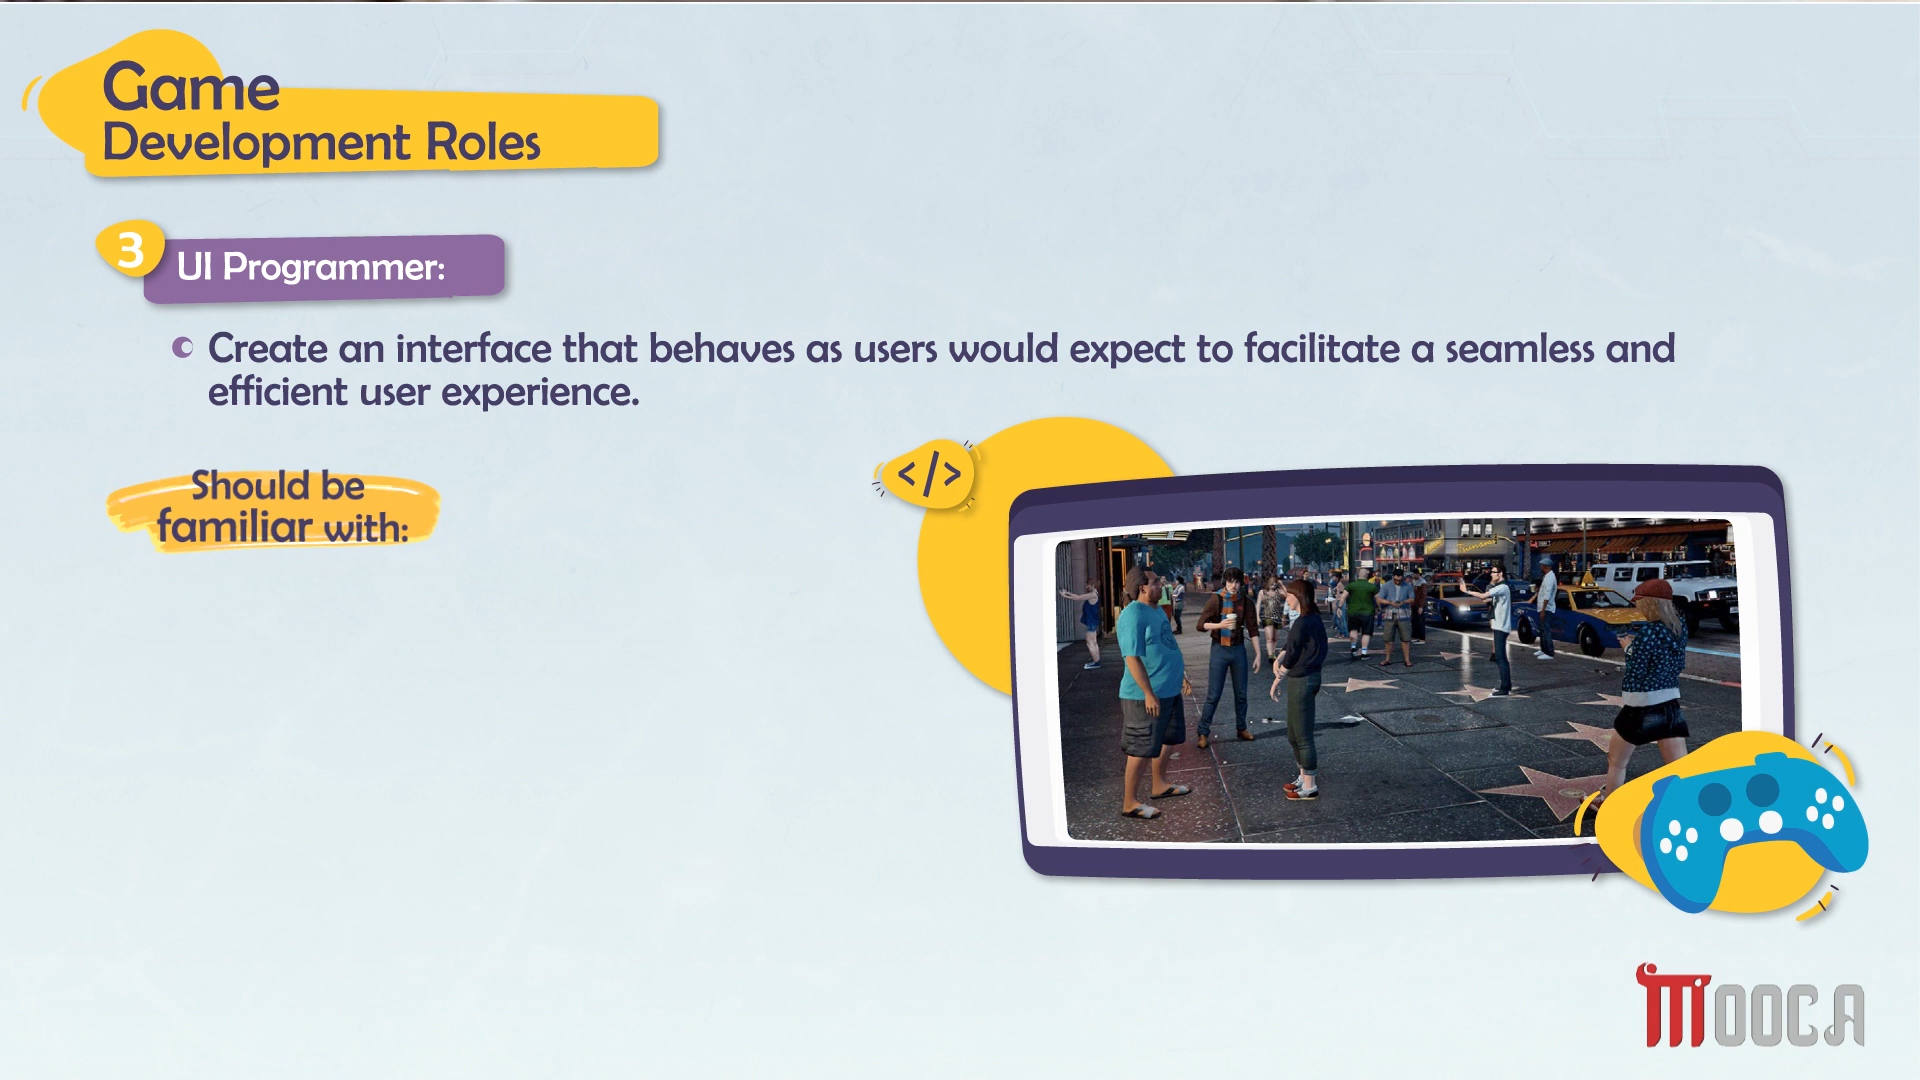 Game
Development Roles
3
UI Programmer:
Create an interface that behaves as users would expect to facilitate a seamless and
efficient user experience.
Should be
familiar with:
</>
MOOCA